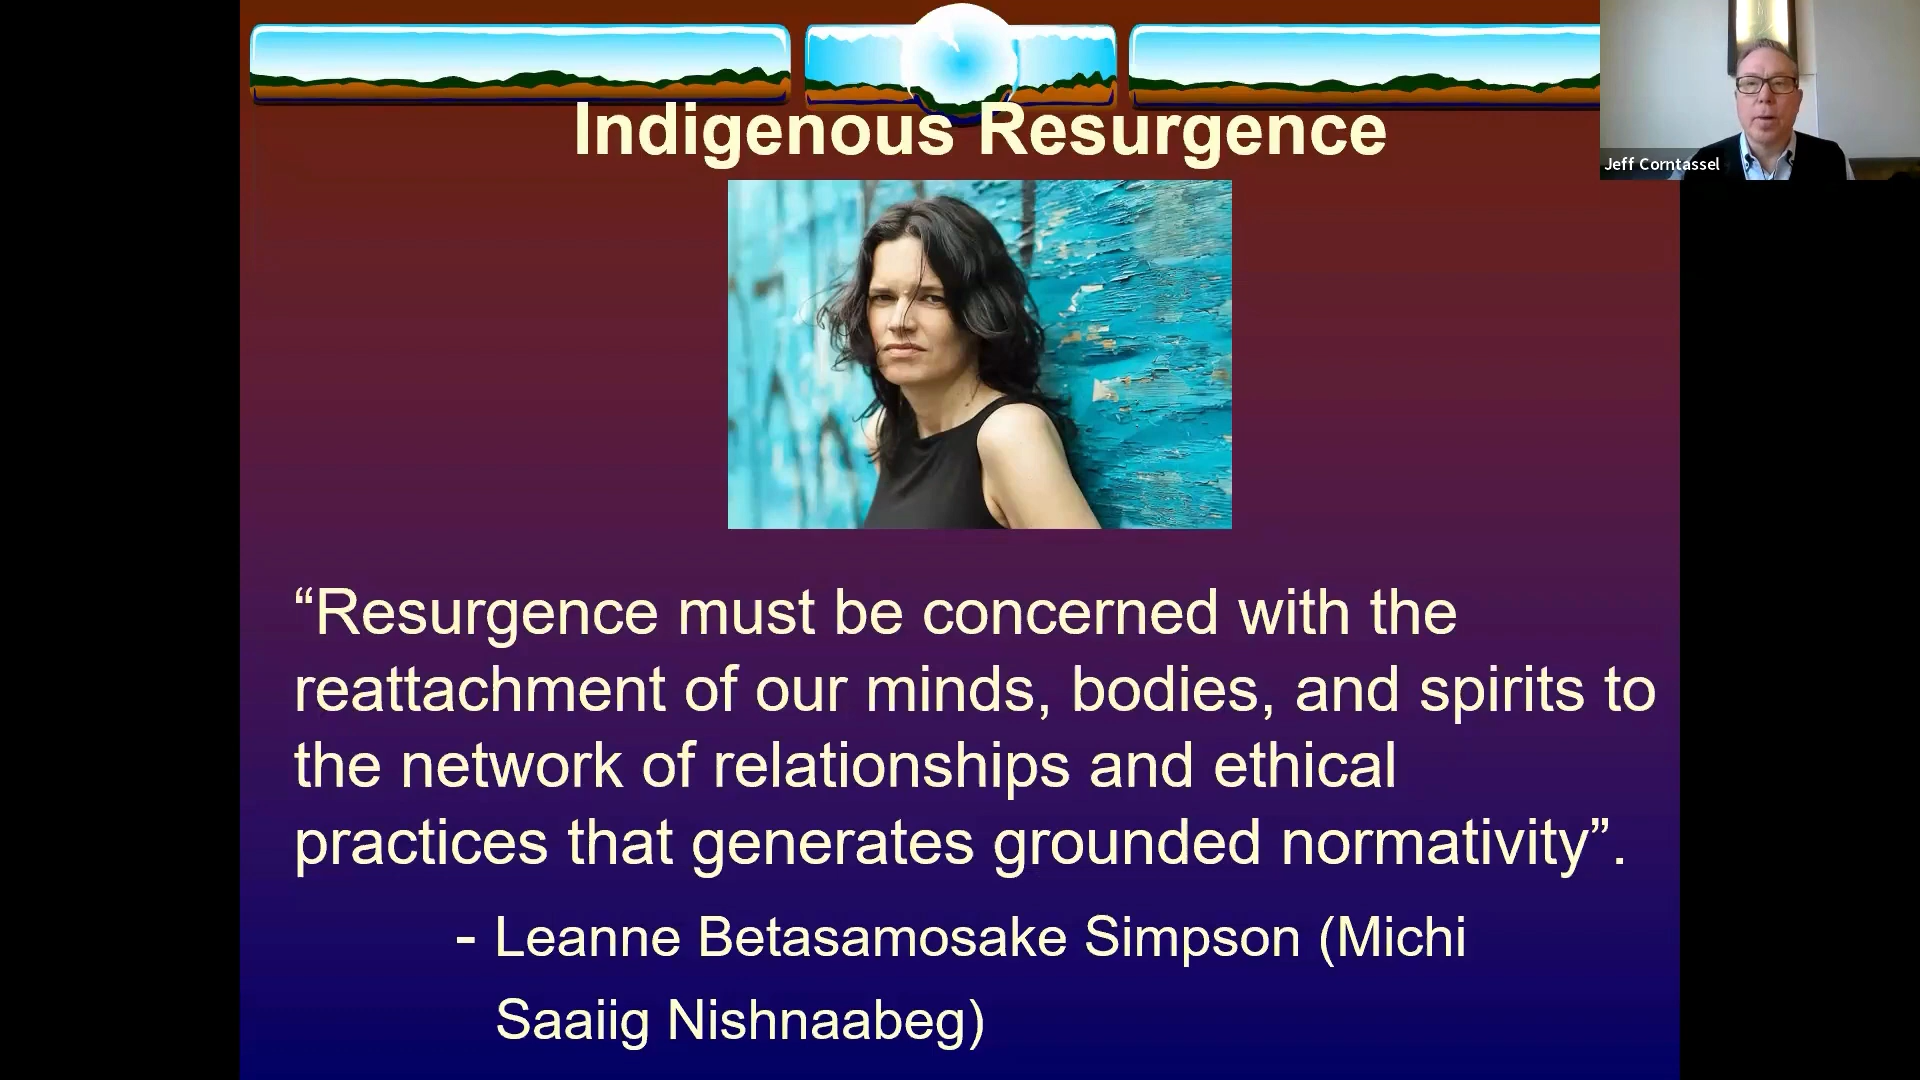 Indigenous Resurgence
Jeff Corntassel
“Resurgence must be concerned with the
reattachment of our minds, bodies, and spirits to
the network of relationships and ethical
practices that generates grounded normativity”.
- Leanne Betasamosake Simpson (Michi
Saaiig Nishnaabeg)